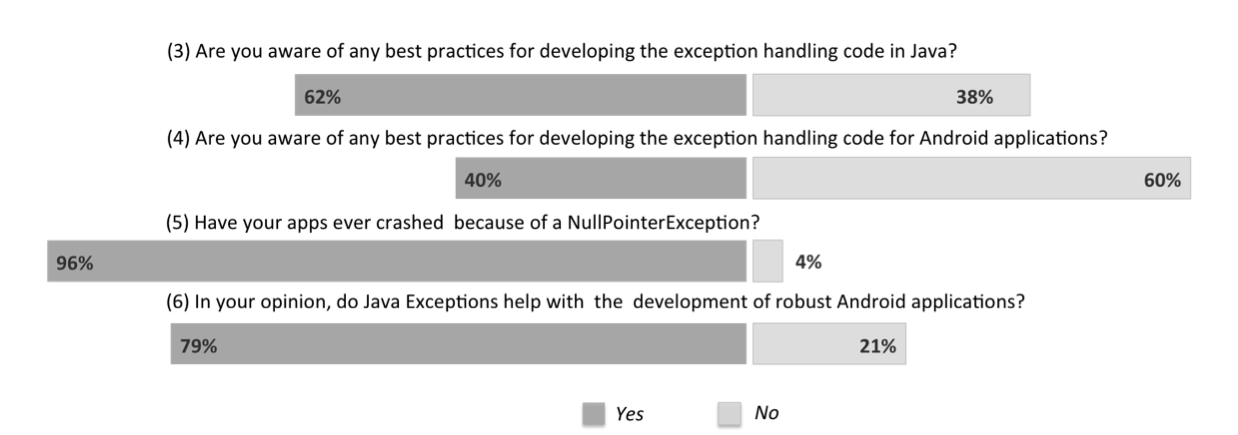 (3) Are you aware of any best practices for developing the exception handling code in Java?
62% 38%
(4) Are you aware of any best practices for developing the exception handling code for Android applications?
40% 60%
(5) Have your apps ever crashed because of a NullPointerException?
96% 4%
(6) In your opinion, do Java Exceptions help with the development of robust Android applications?
79% 21%
Yes No